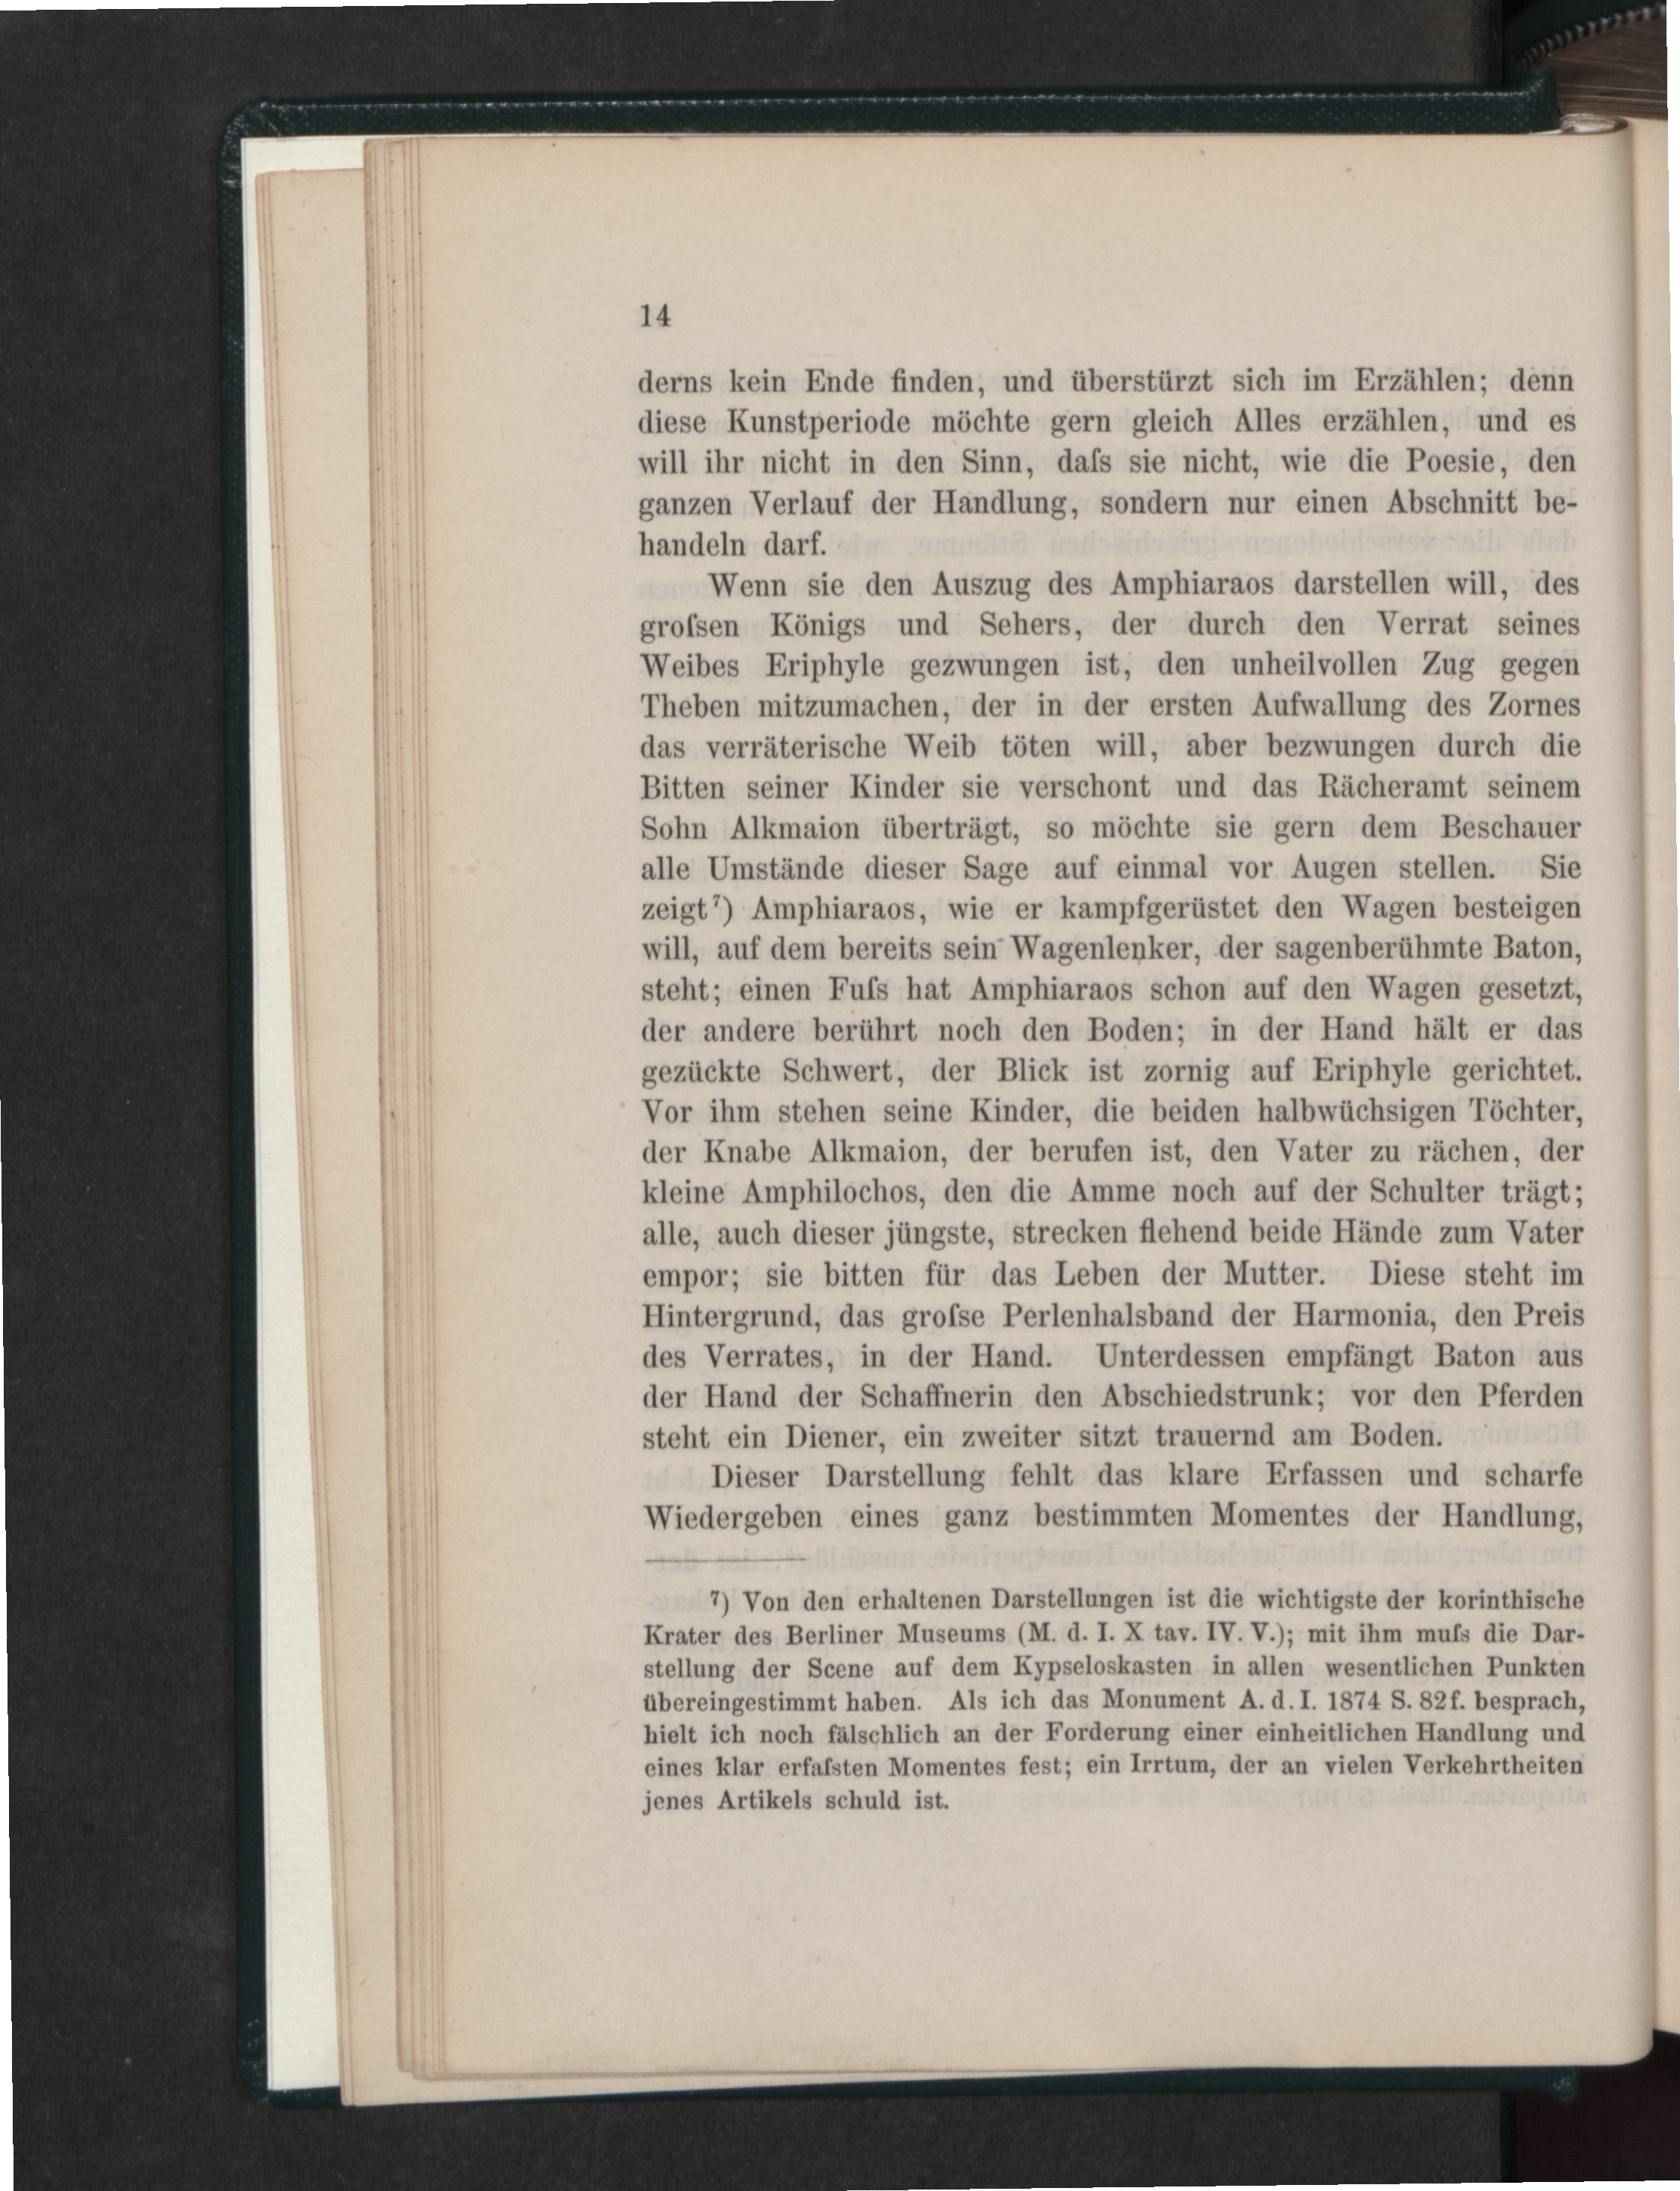 14
derns kein Ende finden, und überstürzt sich im Erzählen; denn
diese Kunstperiode möchte gern gleich Alles erzählen, und es
will ihr nicht in den Sinn, daſs sie nicht, wie die Poesie, den
ganzen Verlauf der Handlung, sondern nur einen Abschnitt be-
handeln darf.
Wenn sie den Auszug des Amphiaraos darstellen will, des
groſsen Königs und Sehers, der durch den Verrat seines
Weibes Eriphyle gezwungen ist, den unheilvollen Zug gegen
Theben mitzumachen, der in der ersten Aufwallung des Zornes
das verräterische Weib töten will, aber bezwungen durch die
Bitten seiner Kinder sie verschont und das Rächeramt seinem
Sohn Alkmaion überträgt, so möchte sie gern dem Beschauer
alle Umstände dieser Sage auf einmal vor Augen stellen. Sie
zeigt⁷) Amphiaraos, wie er kampfgerüstet den Wagen besteigen
will, auf dem bereits sein Wagenlenker, der sagenberühmte Baton,
steht; einen Fuſs hat Amphiaraos schon auf den Wagen gesetzt,
der andere berührt noch den Boden; in der Hand hält er das
gezückte Schwert, der Blick ist zornig auf Eriphyle gerichtet.
Vor ihm stehen seine Kinder, die beiden halbwüchsigen Töchter,
der Knabe Alkmaion, der berufen ist, den Vater zu rächen, der
kleine Amphilochos, den die Amme noch auf der Schulter trägt;
alle, auch dieser jüngste, strecken flehend beide Hände zum Vater
empor; sie bitten für das Leben der Mutter. Diese steht im
Hintergrund, das groſse Perlenhalsband der Harmonia, den Preis
des Verrates, in der Hand. Unterdessen empfängt Baton aus
der Hand der Schaffnerin den Abschiedstrunk; vor den Pferden
steht ein Diener, ein zweiter sitzt trauernd am Boden.
Dieser Darstellung fehlt das klare Erfassen und scharfe
Wiedergeben eines ganz bestimmten Momentes der Handlung,
⁷) Von den erhaltenen Darstellungen ist die wichtigste der korinthische
Krater des Berliner Museums (M. d. I. X tav. IV. V.); mit ihm muſs die Dar-
stellung der Scene auf dem Kypseloskasten in allen wesentlichen Punkten
übereingestimmt haben. Als ich das Monument A. d. I. 1874 S. 82f. besprach,
hielt ich noch fälschlich an der Forderung einer einheitlichen Handlung und
eines klar erfaſsten Momentes fest; ein Irrtum, der an vielen Verkehrtheiten
jenes Artikels schuld ist.